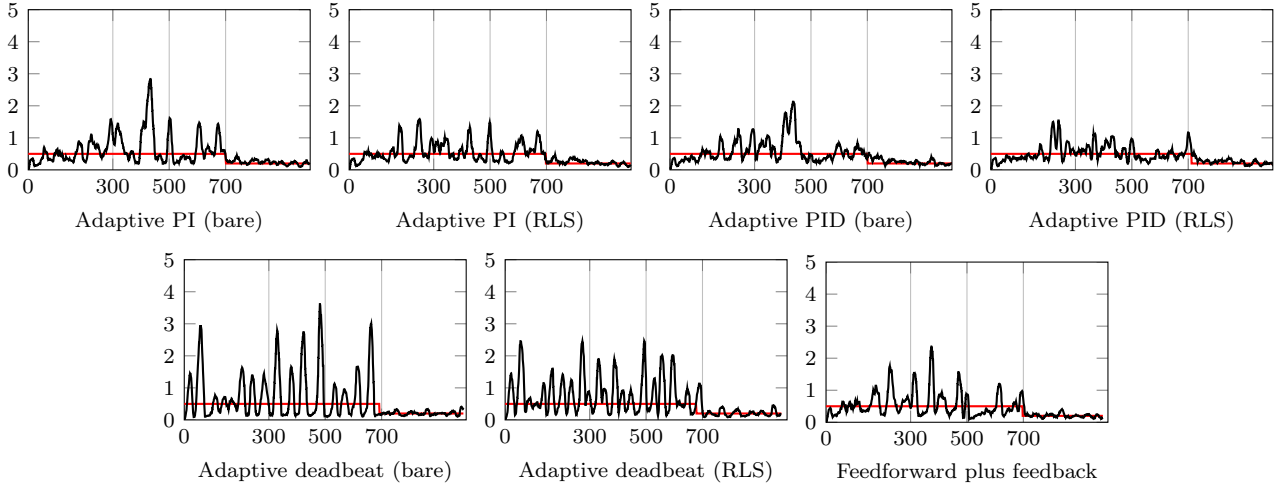 5 5 5 5
4 4 4 4
3 3 3 3
2 2 2 2
1 1 1 1
0 0 0 0
0 300 500 700 0 300 500 700 0 300 500 700 0 300 500 700
Adaptive PI (bare) Adaptive PI (RLS) Adaptive PID (bare) Adaptive PID (RLS)
5 5 5
4 4 4
3 3 3
2 2 2
1 1 1
0 0 0
0 300 500 700 0 300 500 700 0 300 500 700
Adaptive deadbeat (bare) Adaptive deadbeat (RLS) Feedforward plus feedback